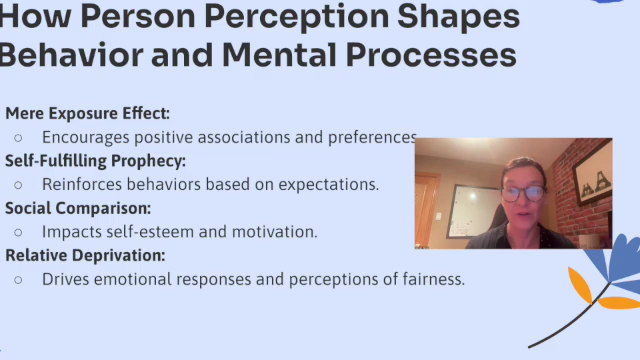 How Person Perception Shapes
Behavior and Mental Processes
Mere Exposure Effect:
○ Encourages positive associations and preferences.
Self-Fulfilling Prophecy:
○ Reinforces behaviors based on expectations.
Social Comparison:
○ Impacts self-esteem and motivation.
Relative Deprivation:
○ Drives emotional responses and perceptions of fairness.